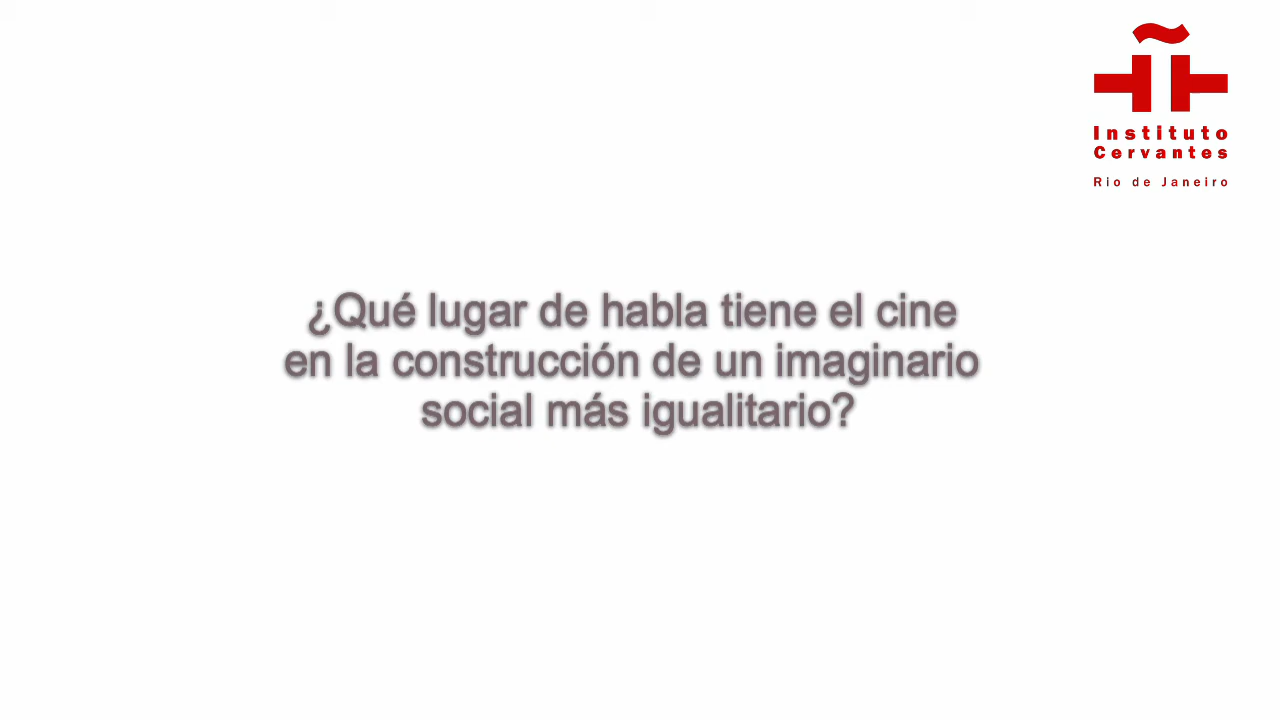 Instituto
Cervantes
Rio de Janeiro
¿Qué lugar de habla tiene el cine
en la construcción de un imaginario
social más igualitario?